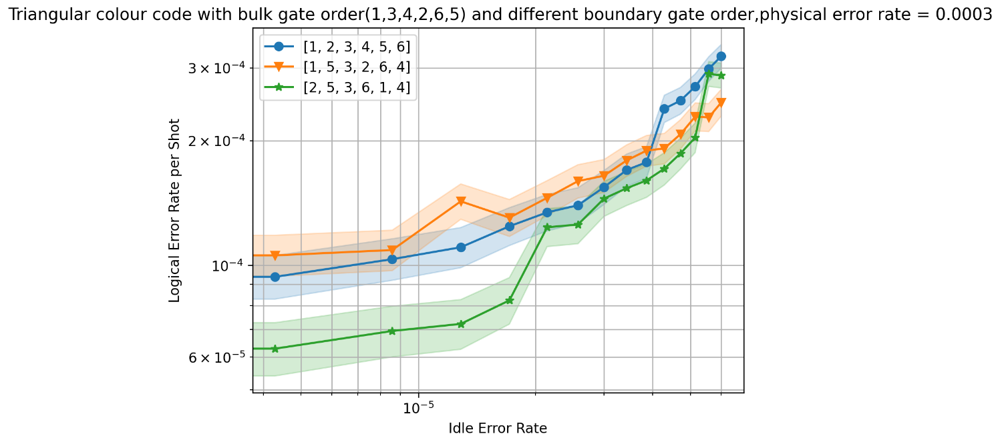 Triangular colour code with bulk gate order(1,3,4,2,6,5) and different boundary gate order,physical error rate = 0.0003
[1, 2, 3, 4, 5, 6]
[1, 5, 3, 2, 6, 4]
[2, 5, 3, 6, 1, 4]
3 × 10⁻⁴
2 × 10⁻⁴
10⁻⁴
6 × 10⁻⁵
Logical Error Rate per Shot
10⁻⁵
Idle Error Rate